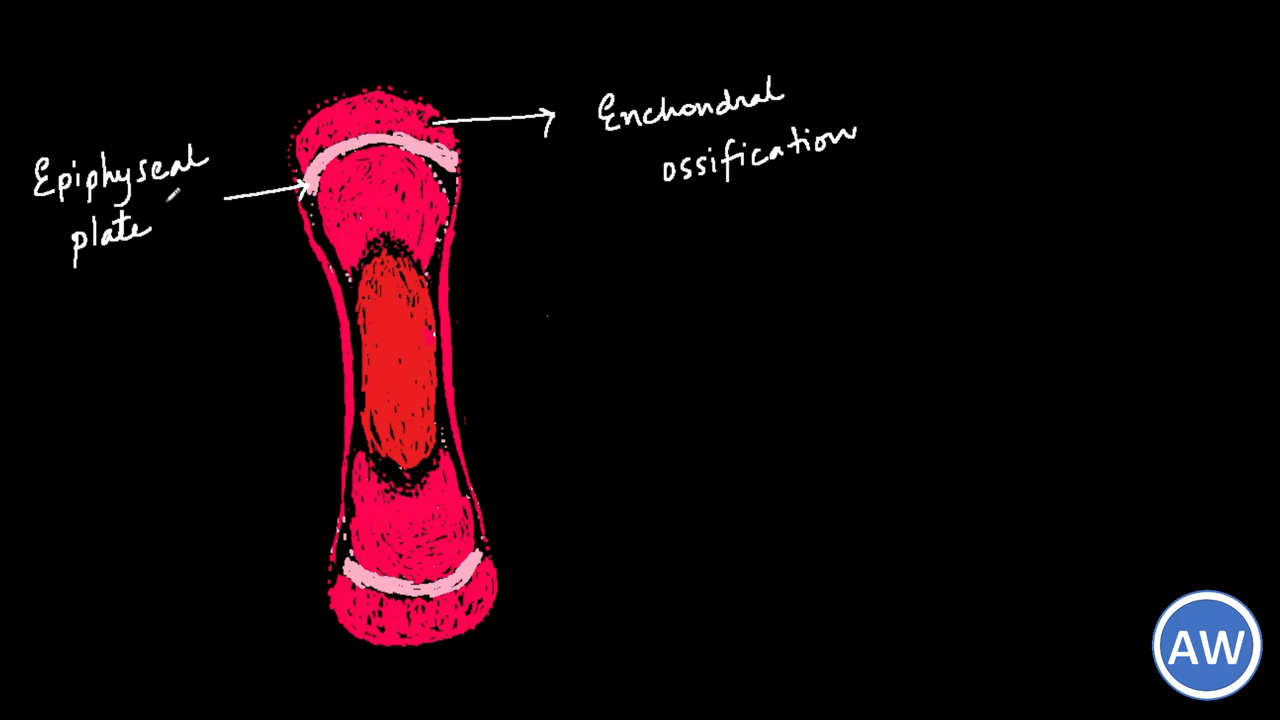 Epiphyseal
plate
Enchondral
ossification
AW